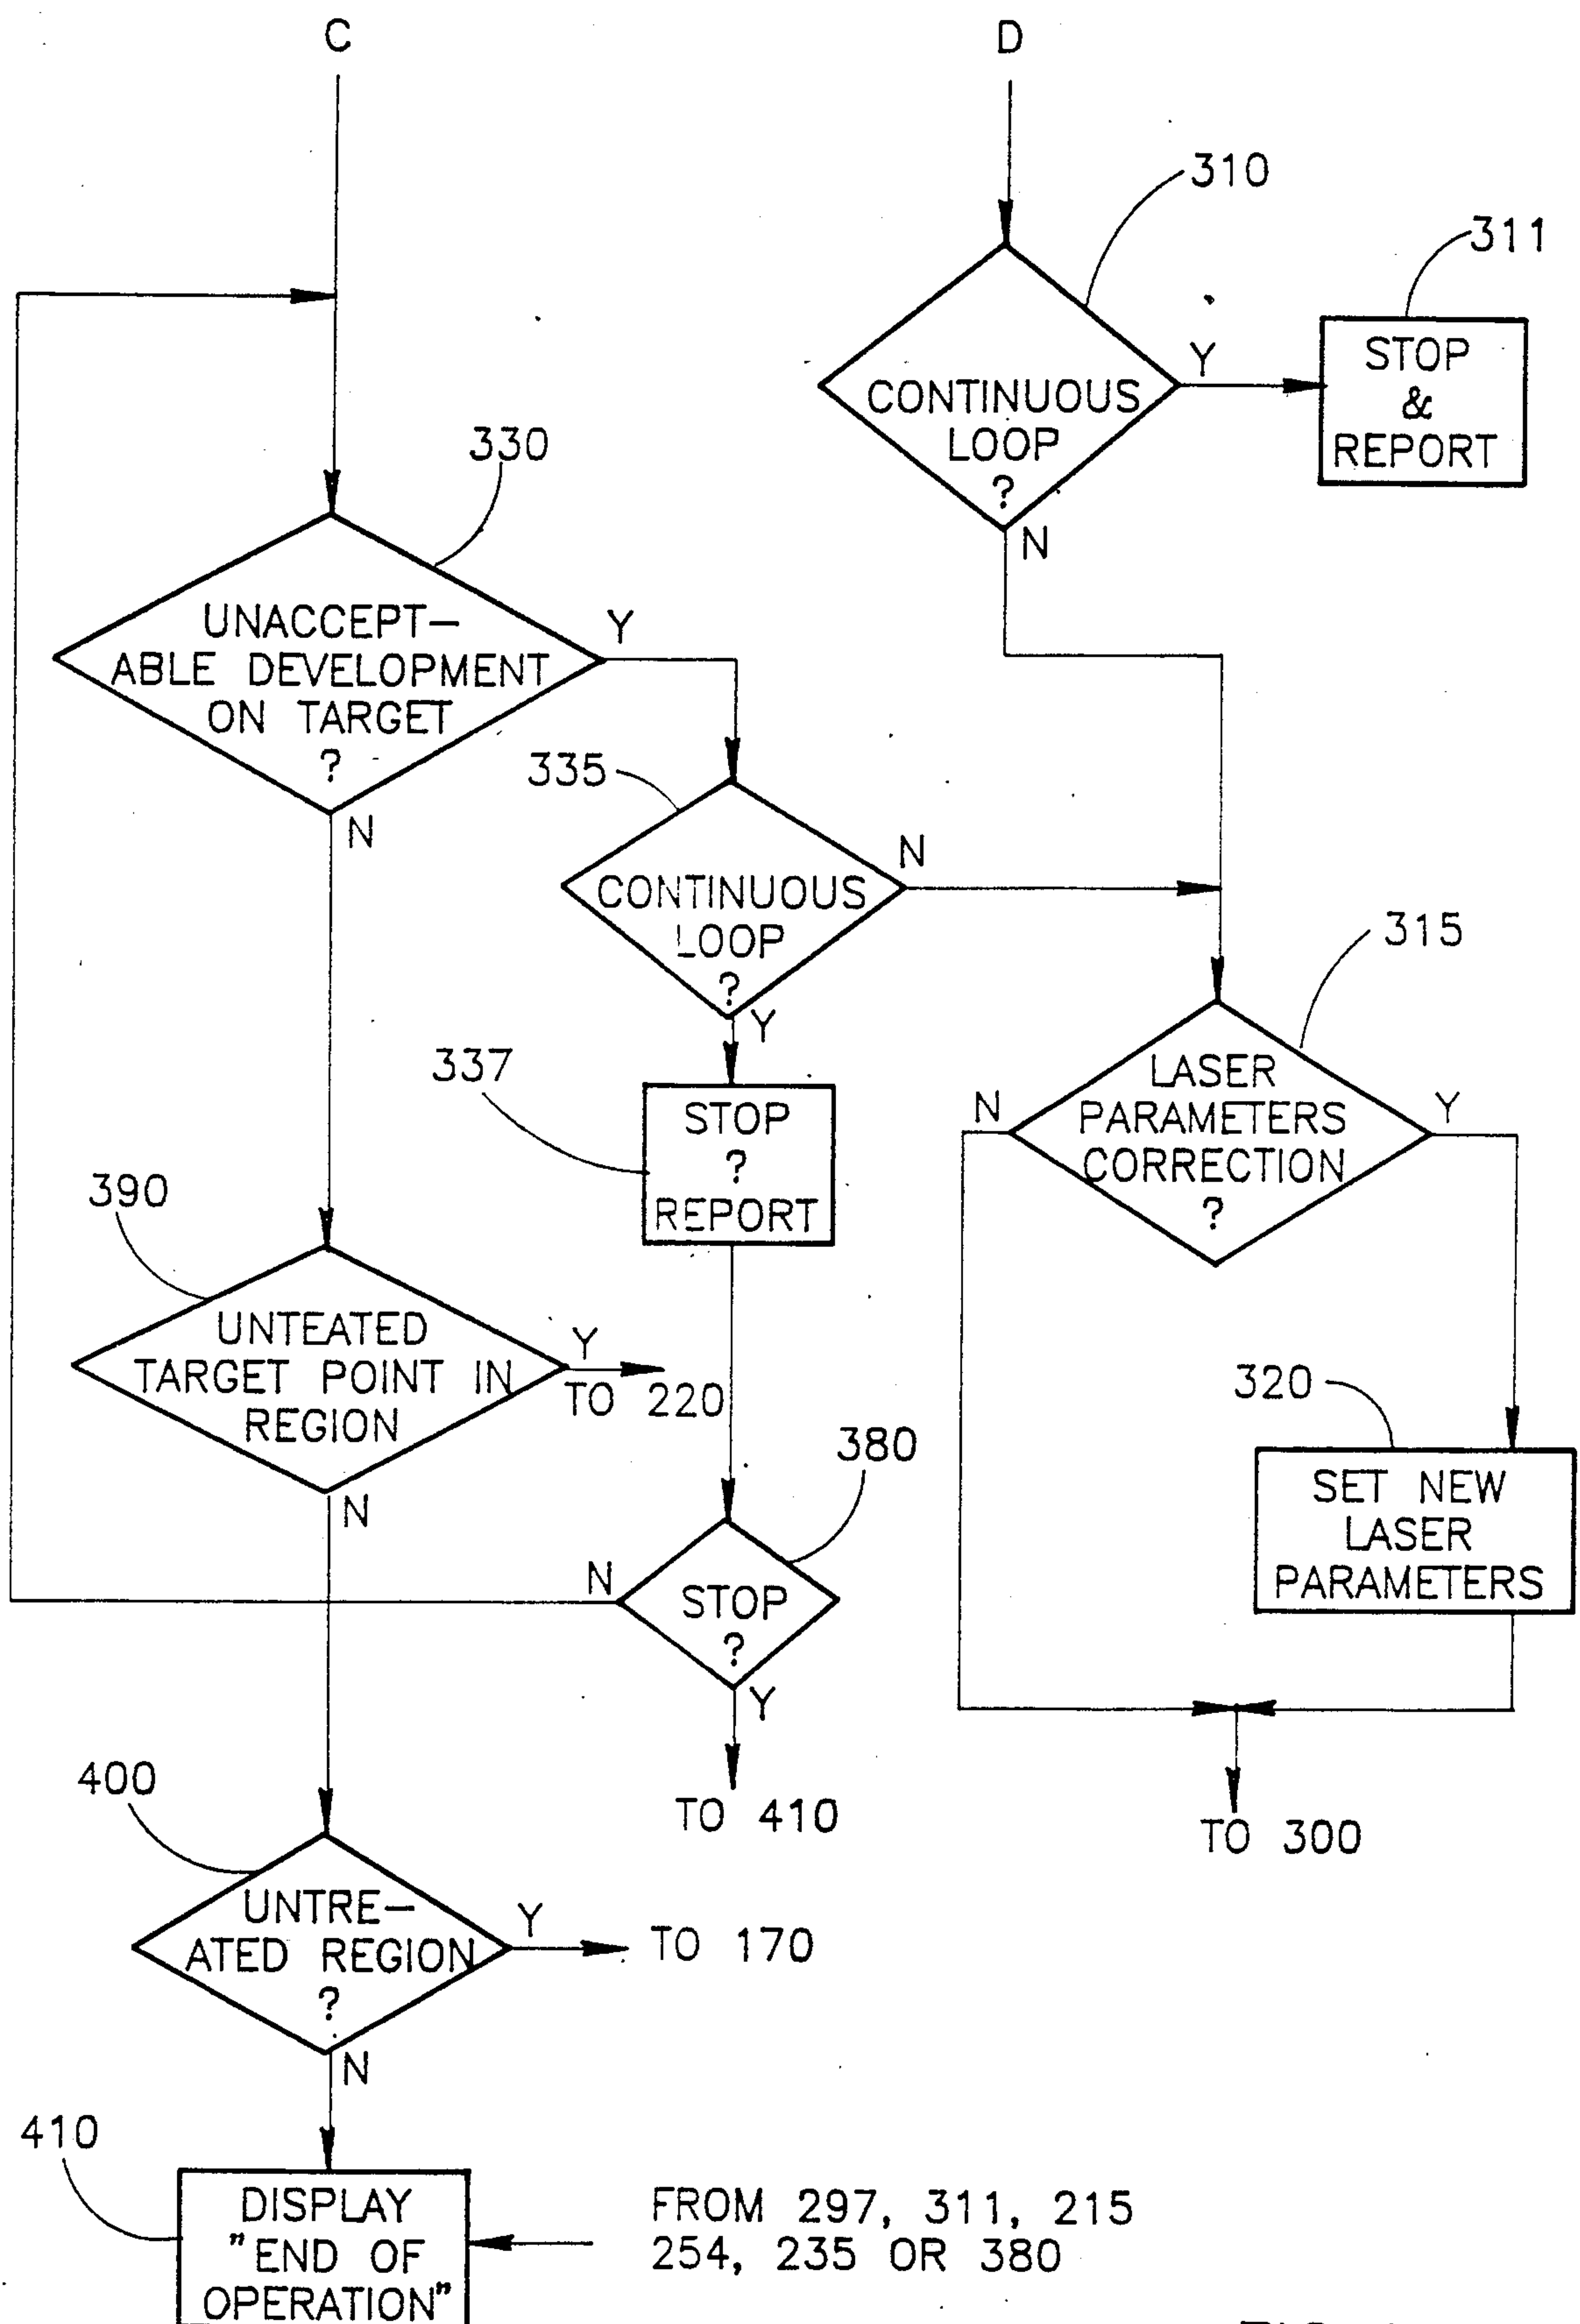 C
D
310
311
STOP
&
REPORT
Y
CONTINUOUS
LOOP
?
N
330
UNACCEPT-
ABLE DEVELOPMENT
ON TARGET
?
Y
N
335
CONTINUOUS
LOOP
?
N
Y
315
LASER
PARAMETERS
CORRECTION
?
N
Y
337
STOP
?
REPORT
390
UNTEATED
TARGET POINT IN
REGION
Y
TO 220
N
320
SET NEW
LASER
PARAMETERS
380
STOP
?
N
Y
TO 410
TO 300
400
UNTRE-
ATED REGION
?
Y
TO 170
N
410
DISPLAY
"END OF
OPERATION"
FROM 297, 311, 215
254, 235 OR 380